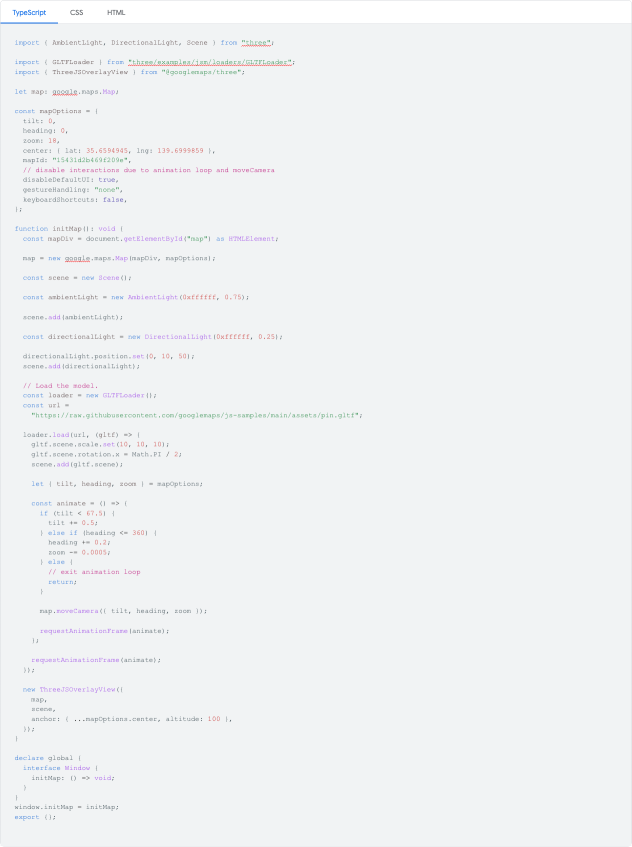 TypeScript CSS HTML
import { AmbientLight, DirectionalLight, Scene } from "three";
import { GLTFLoader } from "three/examples/jsm/loaders/GLTFLoader";
import { ThreeJSOverlayView } from "@googlemaps/three";
let map: google.maps.Map;
const mapOptions = {
  tilt: 0,
  heading: 0,
  zoom: 18,
  center: { lat: 35.6594945, lng: 139.6999859 },
  mapId: "15431d2b469f209e",
  // disable interactions due to animation loop and moveCamera
  disableDefaultUI: true,
  gestureHandling: "none",
  keyboardShortcuts: false,
};
function initMap(): void {
  const mapDiv = document.getElementById("map") as HTMLElement;
  map = new google.maps.Map(mapDiv, mapOptions);
  const scene = new Scene();
  const ambientLight = new AmbientLight(0xffffff, 0.75);
  scene.add(ambientLight);
  const directionalLight = new DirectionalLight(0xffffff, 0.25);
  directionalLight.position.set(0, 10, 50);
  scene.add(directionalLight);
  // Load the model.
  const loader = new GLTFLoader();
  const url =
    "https://raw.githubusercontent.com/googlemaps/js-samples/main/assets/pin.gltf";
  loader.load(url, (gltf) => {
    gltf.scene.scale.set(10, 10, 10);
    gltf.scene.rotation.x = Math.PI / 2;
    scene.add(gltf.scene);
    let { tilt, heading, zoom } = mapOptions;
    const animate = () => {
      if (tilt < 67.5) {
        tilt += 0.5;
      } else if (heading <= 360) {
        heading += 0.2;
        zoom -= 0.0005;
      } else {
        // exit animation loop
        return;
      }
      map.moveCamera({ tilt, heading, zoom });
      requestAnimationFrame(animate);
    };
    requestAnimationFrame(animate);
  });
  new ThreeJSOverlayView({
    map,
    scene,
    anchor: { ...mapOptions.center, altitude: 100 },
  });
}
declare global {
  interface Window {
    initMap: () => void;
  }
}
window.initMap = initMap;
export {};